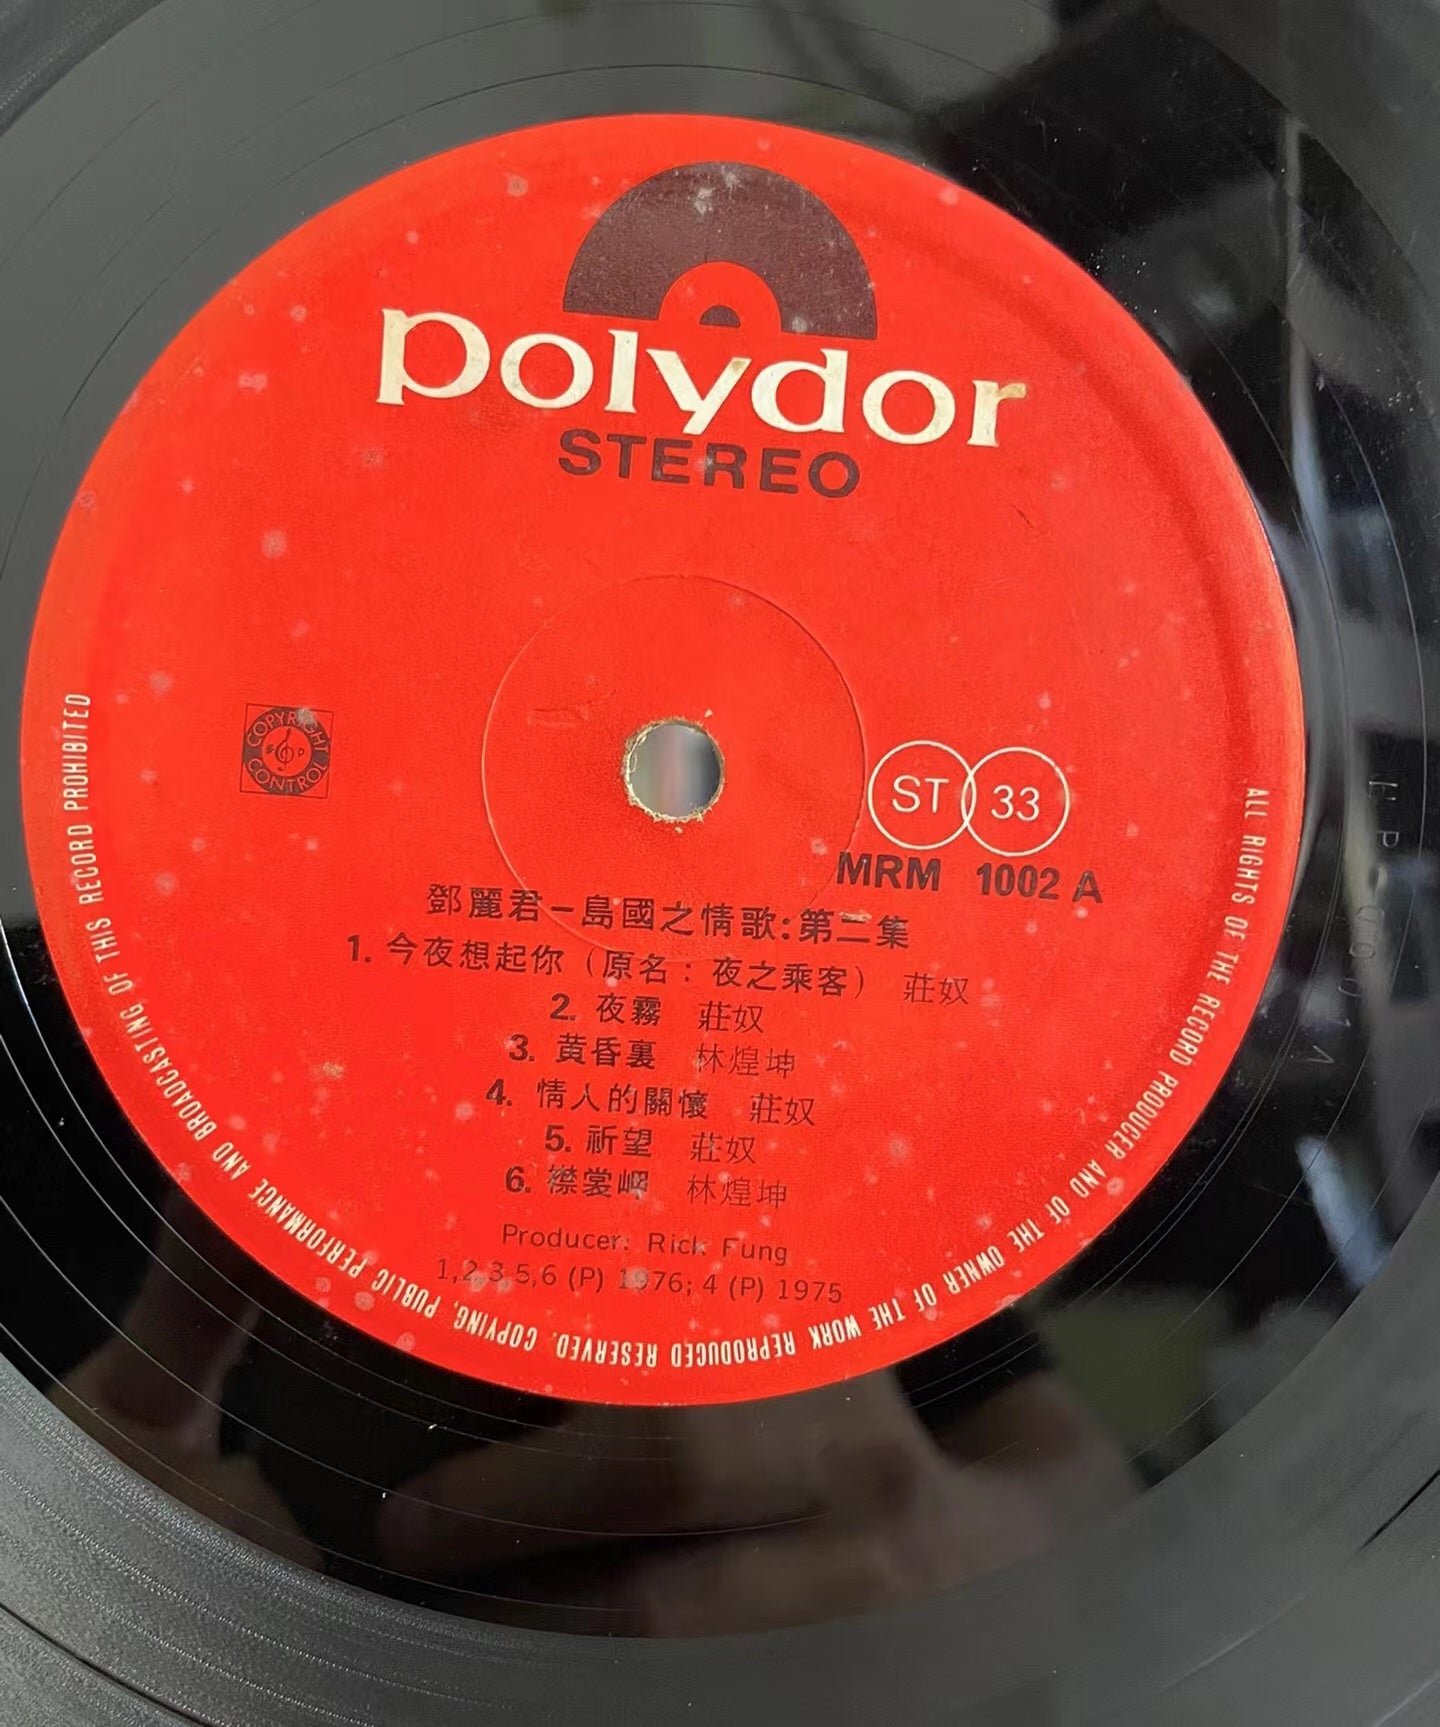 polydor
STEREO
COPYRIGHT CONTROL
ST 33
MRM 1002 A
鄧麗君-島國之情歌:第二集
1. 今夜想起你 (原名: 夜之乘客) 莊奴
2. 夜霧 莊奴
3. 黄昏裏 林煌坤
4. 情人的關懷 莊奴
5. 祈望 莊奴
6. 襟裳岬 林煌坤
Producer: Rick Fung
1,2,3,5,6 (P) 1976; 4 (P) 1975
ALL RIGHTS OF THE RECORD PRODUCER AND OF THE OWNER OF THE WORK REPRODUCED RESERVED. COPYING, PUBLIC PERFORMANCE AND BROADCASTING OF THIS RECORD PROHIBITED